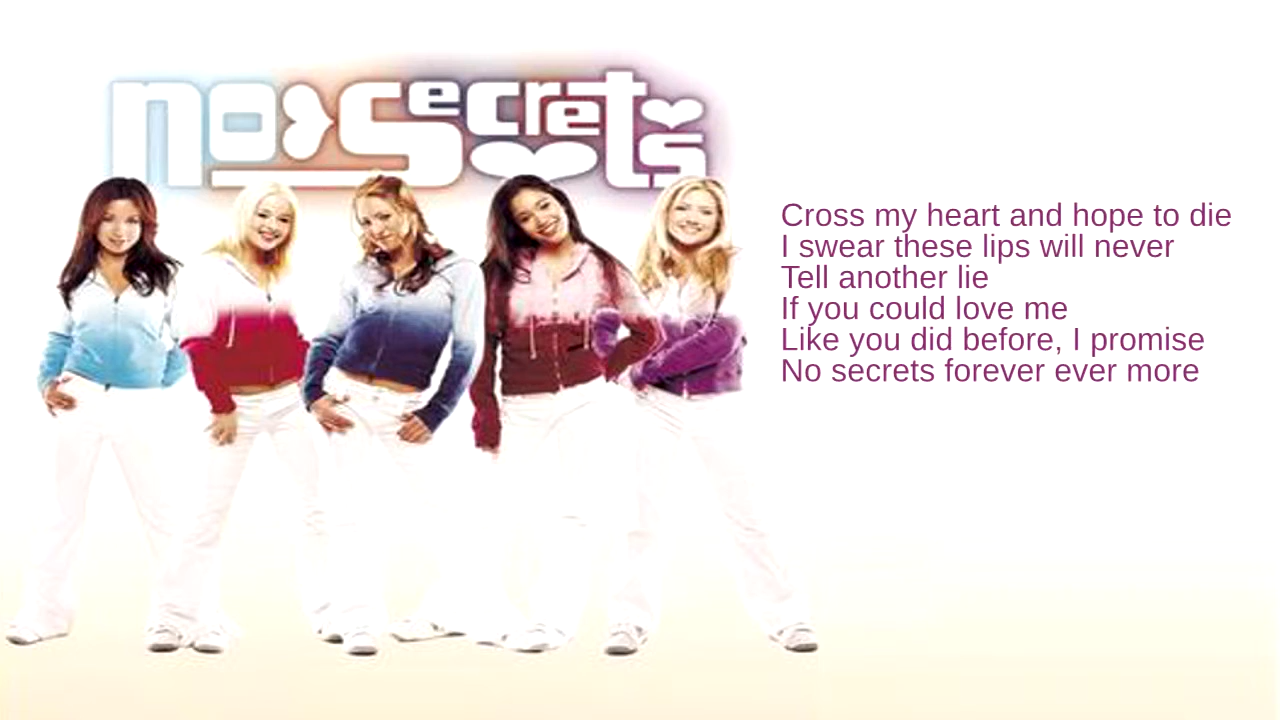 no secrets
Cross my heart and hope to die
I swear these lips will never
Tell another lie
If you could love me
Like you did before, I promise
No secrets forever ever more